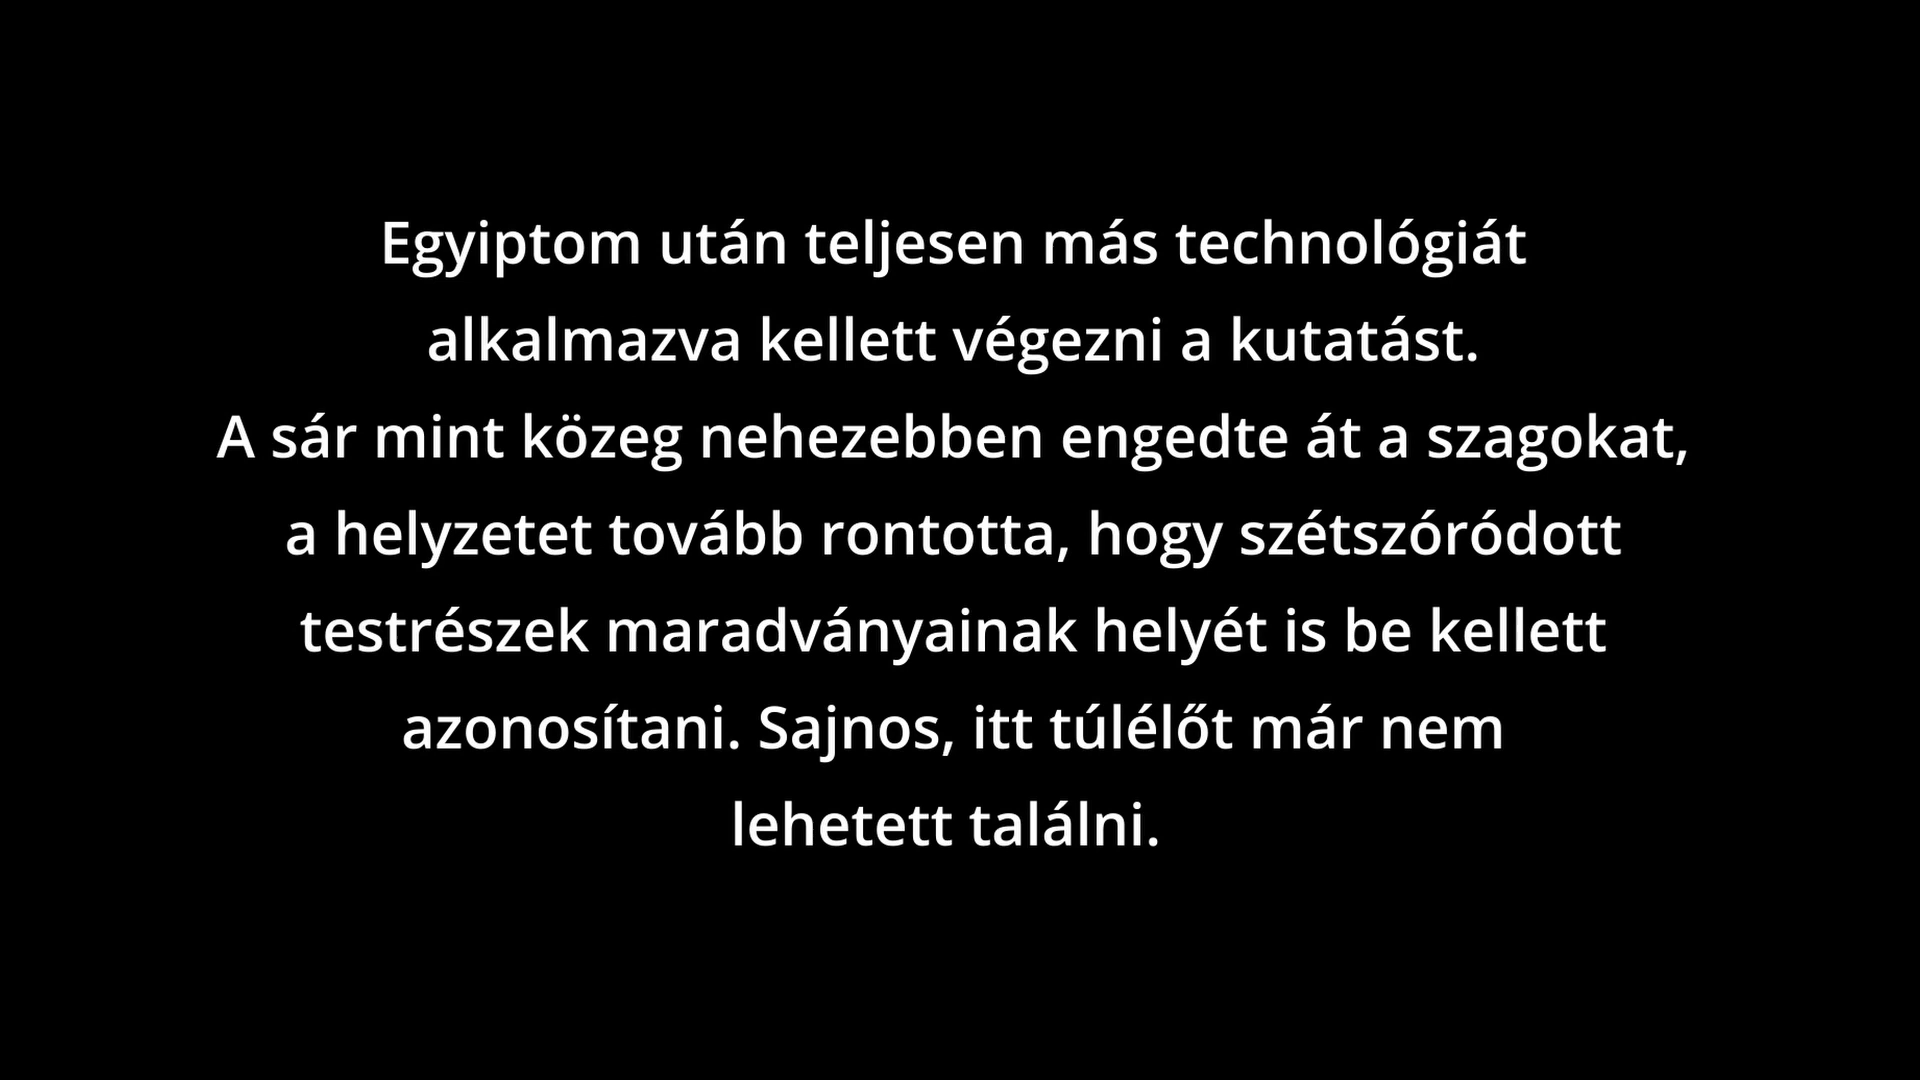 Egyiptom után teljesen más technológiát
alkalmazva kellett végezni a kutatást.
A sár mint közeg nehezebben engedte át a szagokat,
a helyzetet tovább rontotta, hogy szétszóródott
testrészek maradványainak helyét is be kellett
azonosítani. Sajnos, itt túlélőt már nem
lehetett találni.